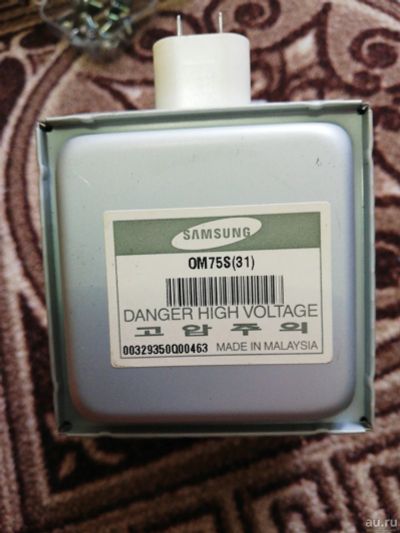 SAMSUNG
OM75S(31)
DANGER HIGH VOLTAGE
고 압 주 의
00329350Q00463 MADE IN MALAYSIA
au.ru